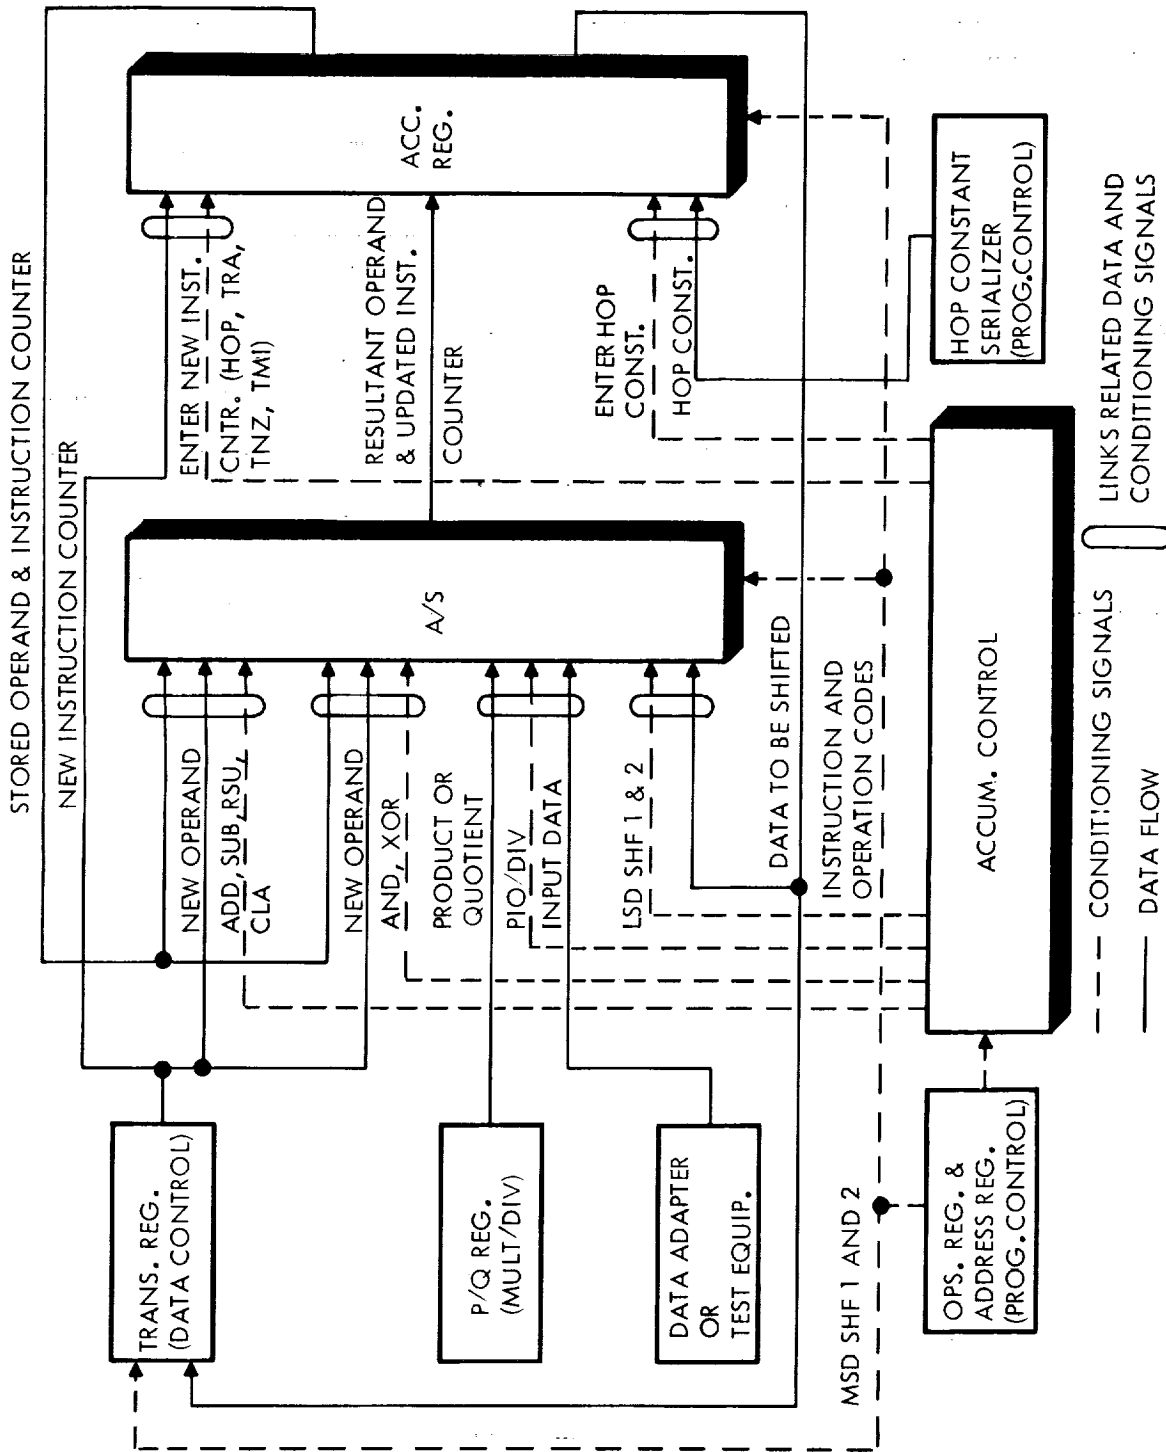 STORED OPERAND & INSTRUCTION COUNTER
NEW INSTRUCTION COUNTER
TRANS. REG.
(DATA CONTROL)
NEW OPERAND
ADD, SUB, RSU,
CLA
NEW OPERAND
AND, XOR
PRODUCT OR
QUOTIENT
PIO/DIV
INPUT DATA
LSD SHF 1 & 2
A/S
ENTER NEW INST.
CNTR. (HOP, TRA,
TNZ, TMI)
RESULTANT OPERAND
& UPDATED INST.
COUNTER
ENTER HOP
CONST.
HOP CONST.
ACC.
REG.
P/Q REG.
(MULT/DIV)
DATA ADAPTER
OR
TEST EQUIP.
DATA TO BE SHIFTED
INSTRUCTION AND
OPERATION CODES
MSD SHF 1 AND 2
OPS. REG. &
ADDRESS REG.
(PROG. CONTROL)
ACCUM. CONTROL
HOP CONSTANT
SERIALIZER
(PROG.CONTROL)
CONDITIONING SIGNALS
DATA FLOW
LINKS RELATED DATA AND
CONDITIONING SIGNALS